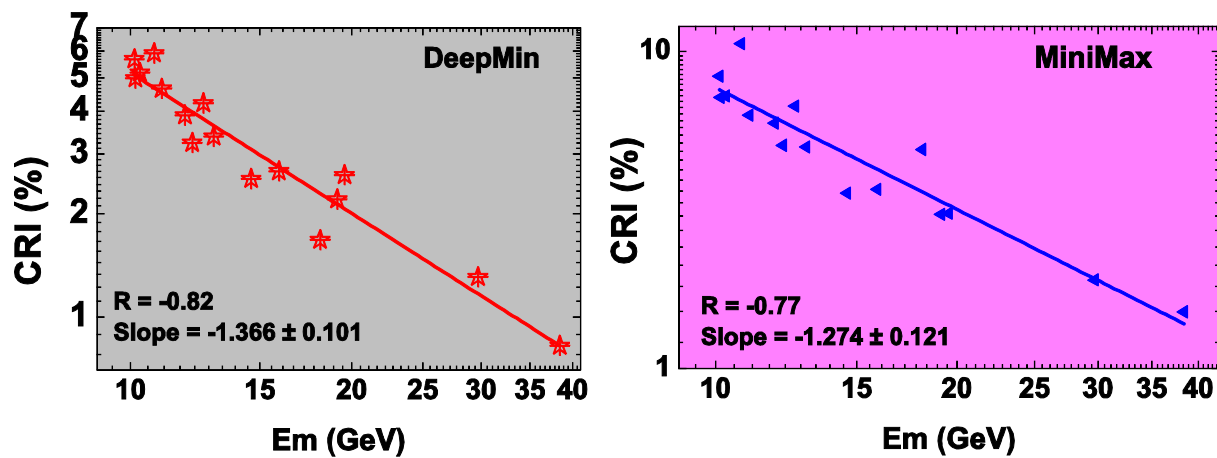 DeepMin
CRI (%)
7
6
5
4
3
2
1
R = -0.82
Slope = -1.366 ± 0.101
10 15 20 25 30 35 40
Em (GeV)
MiniMax
CRI (%)
10
1
R = -0.77
Slope = -1.274 ± 0.121
10 15 20 25 30 35 40
Em (GeV)